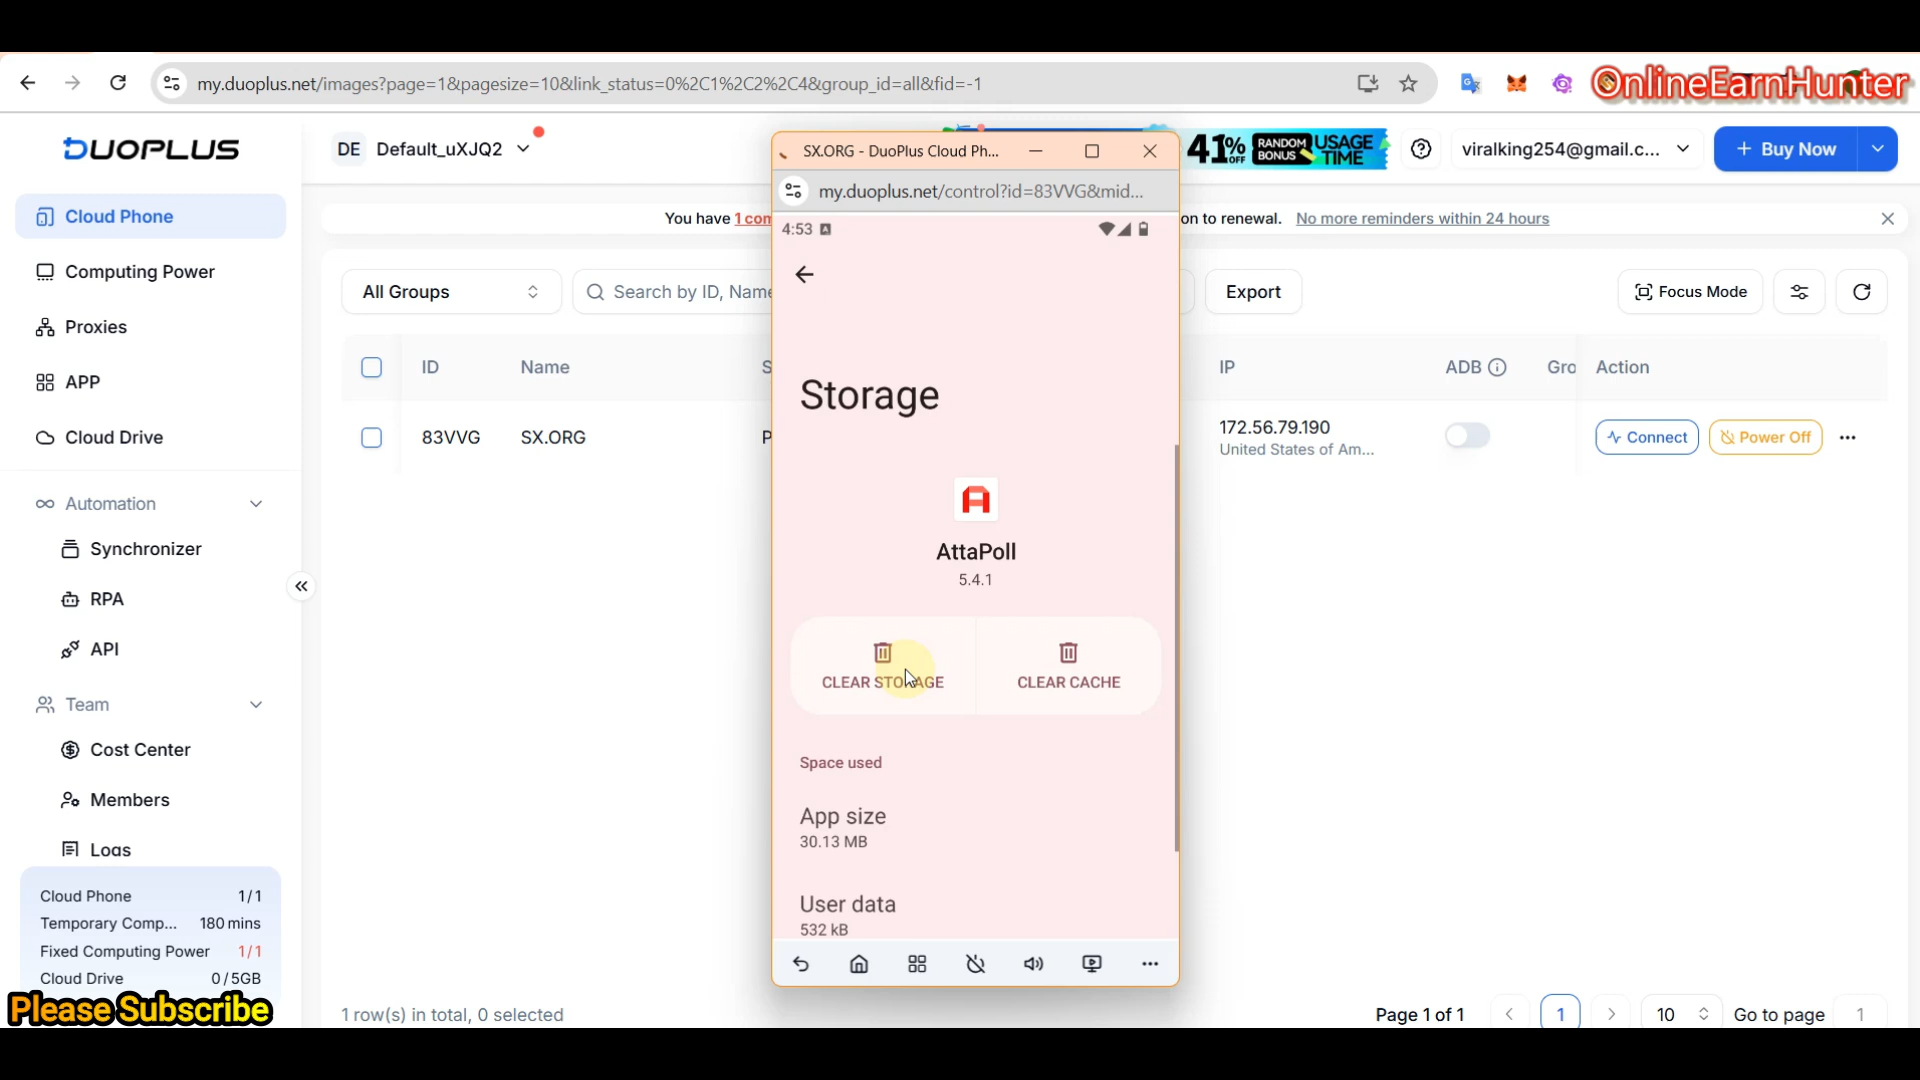 my.duoplus.net/images?page=1&pagesize=10&link_status=0%2C1%2C2%2C4&group_id=all&fid=-1
OnlineEarnHunter
DUOPLUS
DE Default_uXJQ2
41% OFF RANDOM BONUS USAGE TIME
viralking254@gmail.c...
+ Buy Now
Cloud Phone
Computing Power
Proxies
APP
Cloud Drive
Automation
Synchronizer
RPA
API
Team
Cost Center
Members
Logs
Cloud Phone 1/1
Temporary Comp... 180 mins
Fixed Computing Power 1/1
Cloud Drive 0/5GB
Please Subscribe
You have 1 com
on to renewal. No more reminders within 24 hours
All Groups
Search by ID, Name
Export
Focus Mode
ID Name S IP ADB Gro Action
83VVG SX.ORG P 172.56.79.190 Connect Power Off
United States of Am...
SX.ORG - DuoPlus Cloud Ph...
my.duoplus.net/control?id=83VVG&mid...
4:53
Storage
AttaPoll
5.4.1
CLEAR STORAGE CLEAR CACHE
Space used
App size
30.13 MB
User data
532 kB
1 row(s) in total, 0 selected
Page 1 of 1 1 10 Go to page 1